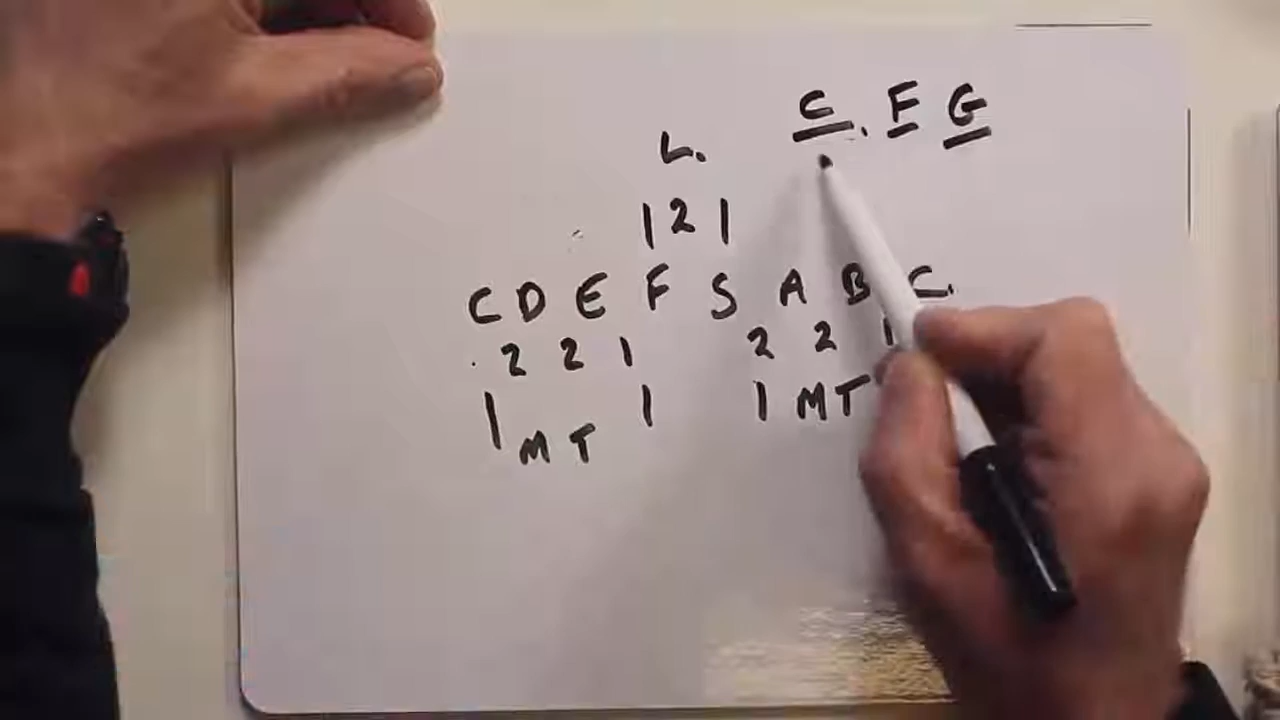 C. F G
L.
1 2 1
C D E F S A B C.
. 2 2 1 2 2 1
1 1 1 M T
M T